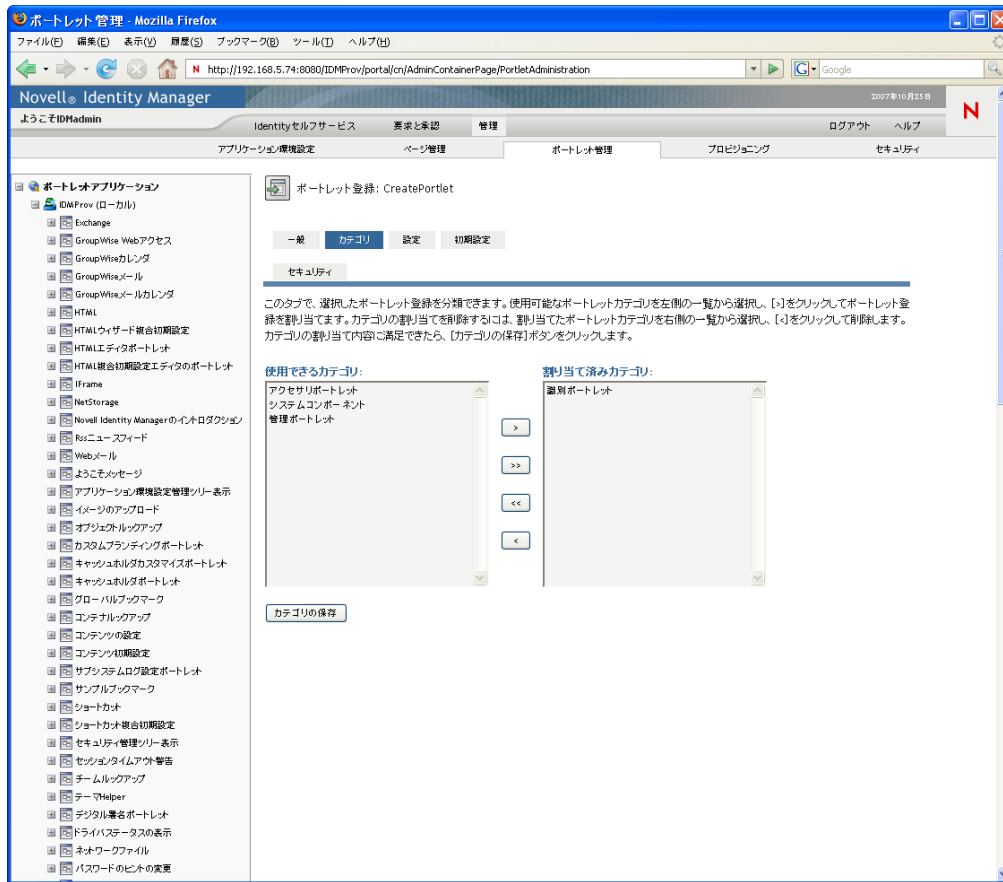 ポートレット管理 - Mozilla Firefox
ファイル(F) 編集(E) 表示(V) 履歴(S) ブックマーク(B) ツール(T) ヘルプ(H)
http://192.168.5.74:8080/IDMProv/portal/cn/AdminContainerPage/PortletAdministration
Google
Novell® Identity Manager
2007年10月25日
ようこそIDMadmin
Identityセルフサービス 要求と承認 管理
ログアウト ヘルプ
N
アプリケーション環境設定 ページ管理 ポートレット管理 プロビジョニング セキュリティ
ポートレットアプリケーション
IDMProv (ローカル)
Exchange
GroupWise Webアクセス
GroupWiseカレンダ
GroupWiseメール
GroupWiseメールカレンダ
HTML
HTMLウィザード複合初期設定
HTMLエディタポートレット
HTML複合初期設定エディタのポートレット
IFrame
NetStorage
Novell Identity Managerのイントロダクション
Rssニュースフィード
Webメール
ようこそメッセージ
アプリケーション環境設定管理ツリー表示
イメージのアップロード
オブジェクトルックアップ
カスタムブランディングポートレット
キャッシュホルダカスタマイズポートレット
キャッシュホルダポートレット
グローバルブックマーク
コンテナルックアップ
コンテンツの設定
コンテンツ初期設定
サブシステムログ設定ポートレット
サンプルブックマーク
ショートカット
ショートカット複合初期設定
セキュリティ管理ツリー表示
セッションタイムアウト警告
チームルックアップ
テーマHelper
デジタル署名ポートレット
ドライバステータスの表示
ネットワークファイル
パスワードのヒントの変更
ポートレット登録: CreatePortlet
一般 カテゴリ 設定 初期設定
セキュリティ
このタブで、選択したポートレット登録を分類できます。使用可能なポートレットカテゴリを左側の一覧から選択し、[>]をクリックしてポートレット登
録を割り当てます。カテゴリの割り当てを削除するには、割り当てたポートレットカテゴリを右側の一覧から選択し、[<]をクリックして削除します。
カテゴリの割り当て内容に満足できたら、[カテゴリの保存]ボタンをクリックします。
使用できるカテゴリ:
アクセサリポートレット
システムコンポーネント
管理ポートレット
>
>>
<<
<
割り当て済みカテゴリ:
識別ポートレット
カテゴリの保存